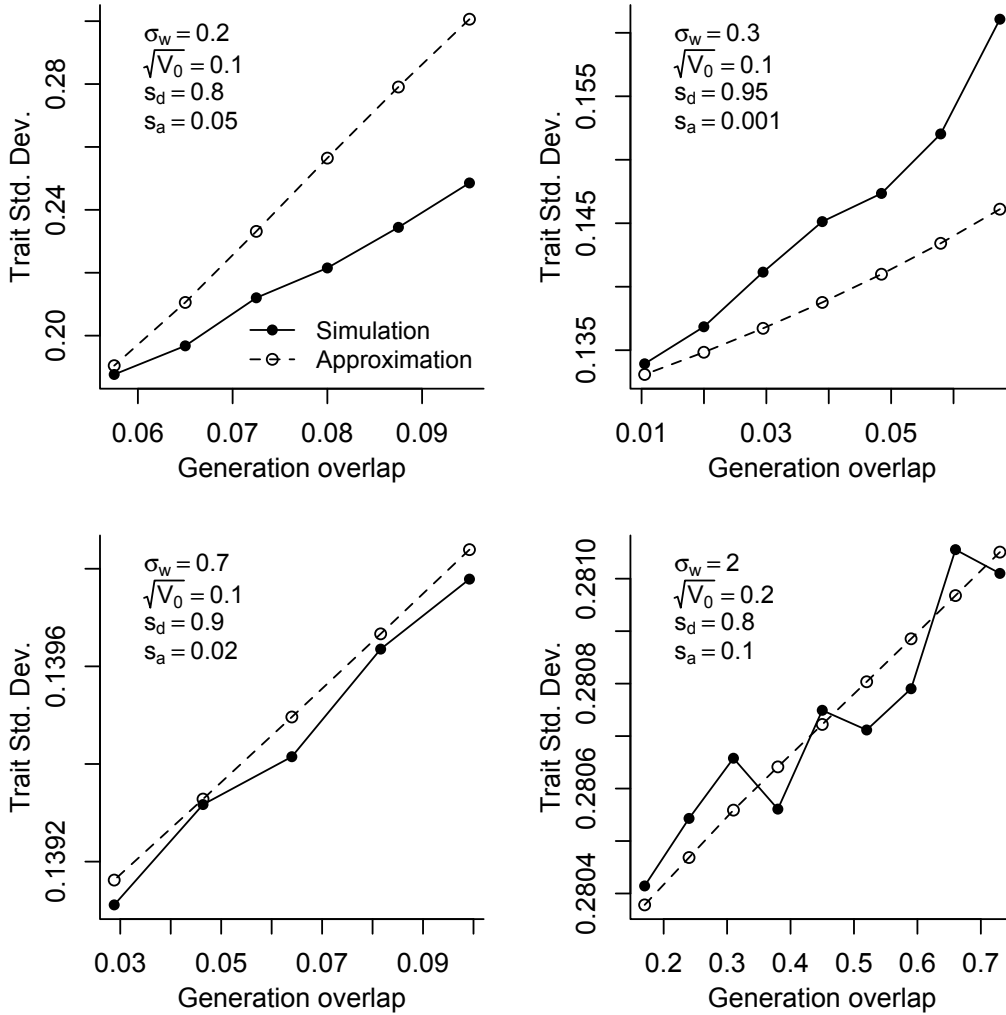 σw = 0.2
√V0 = 0.1
sd = 0.8
sa = 0.05
Trait Std. Dev.
0.28
0.24
0.20
Simulation
Approximation
0.06 0.07 0.08 0.09
Generation overlap
σw = 0.3
√V0 = 0.1
sd = 0.95
sa = 0.001
Trait Std. Dev.
0.155
0.145
0.135
0.01 0.03 0.05
Generation overlap
σw = 0.7
√V0 = 0.1
sd = 0.9
sa = 0.02
Trait Std. Dev.
0.1396
0.1392
0.03 0.05 0.07 0.09
Generation overlap
σw = 2
√V0 = 0.2
sd = 0.8
sa = 0.1
Trait Std. Dev.
0.2810
0.2808
0.2806
0.2804
0.2 0.3 0.4 0.5 0.6 0.7
Generation overlap